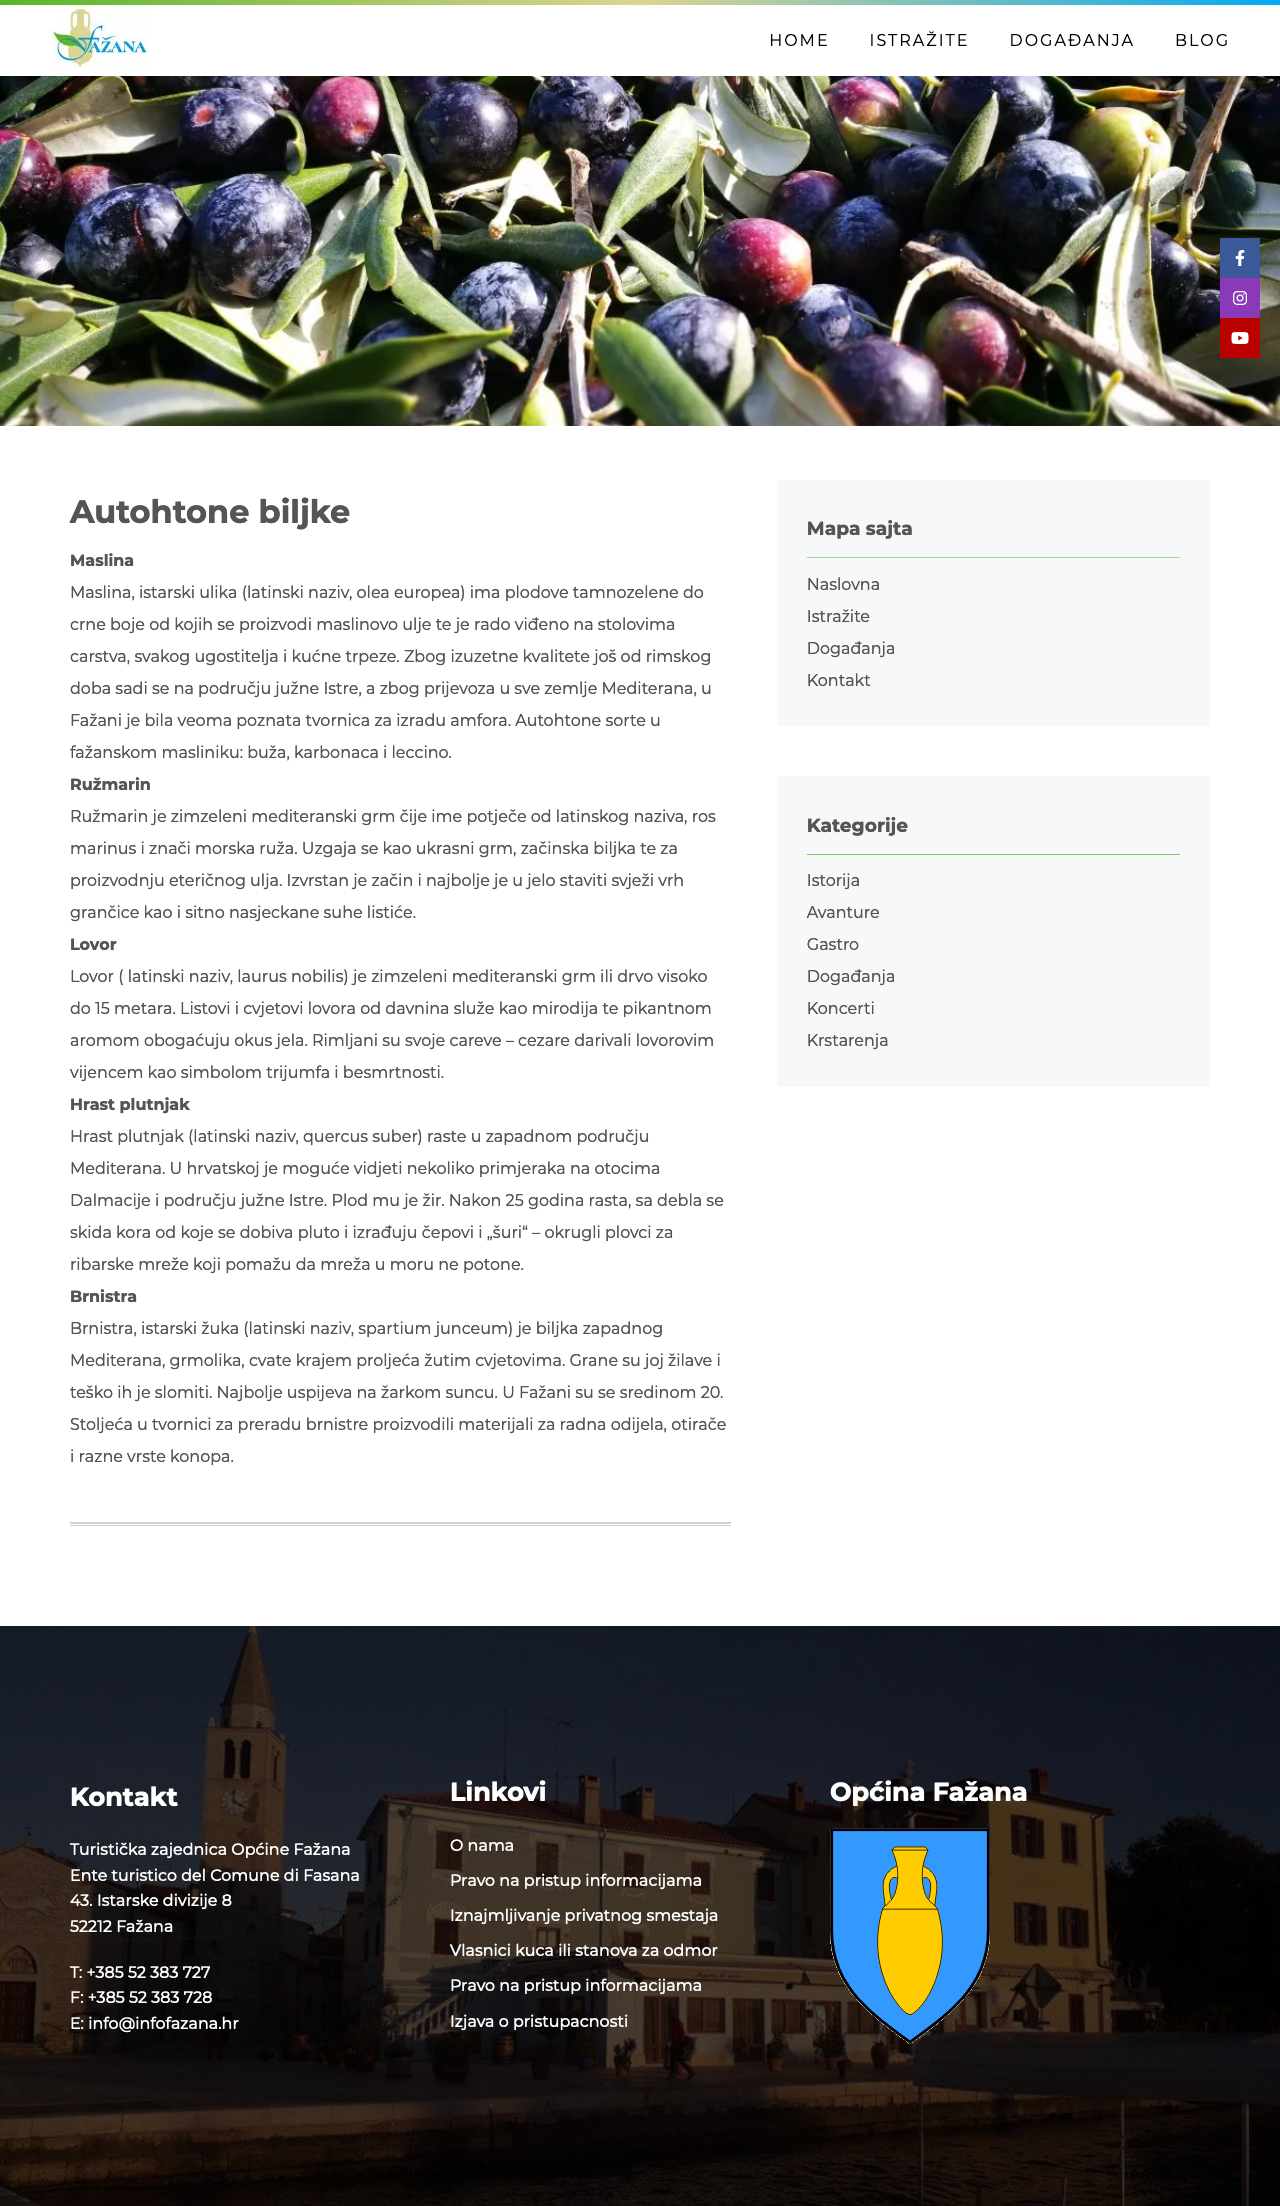 FAŽANA
HOME ISTRAŽITE DOGAĐANJA BLOG
Autohtone biljke
Maslina
Maslina, istarski ulika (latinski naziv, olea europea) ima plodove tamnozelene do
crne boje od kojih se proizvodi maslinovo ulje te je rado viđeno na stolovima
carstva, svakog ugostitelja i kućne trpeze. Zbog izuzetne kvalitete još od rimskog
doba sadi se na području južne Istre, a zbog prijevoza u sve zemlje Mediterana, u
Fažani je bila veoma poznata tvornica za izradu amfora. Autohtone sorte u
fažanskom masliniku: buža, karbonaca i leccino.
Ružmarin
Ružmarin je zimzeleni mediteranski grm čije ime potječe od latinskog naziva, ros
marinus i znači morska ruža. Uzgaja se kao ukrasni grm, začinska biljka te za
proizvodnju eteričnog ulja. Izvrstan je začin i najbolje je u jelo staviti svježi vrh
grančice kao i sitno nasjeckane suhe listiće.
Lovor
Lovor ( latinski naziv, laurus nobilis) je zimzeleni mediteranski grm ili drvo visoko
do 15 metara. Listovi i cvjetovi lovora od davnina služe kao mirodija te pikantnom
aromom obogaćuju okus jela. Rimljani su svoje careve – cezare darivali lovorovim
vijencem kao simbolom trijumfa i besmrtnosti.
Hrast plutnjak
Hrast plutnjak (latinski naziv, quercus suber) raste u zapadnom području
Mediterana. U hrvatskoj je moguće vidjeti nekoliko primjeraka na otocima
Dalmacije i području južne Istre. Plod mu je žir. Nakon 25 godina rasta, sa debla se
skida kora od koje se dobiva pluto i izrađuju čepovi i „šuri“ – okrugli plovci za
ribarske mreže koji pomažu da mreža u moru ne potone.
Brnistra
Brnistra, istarski žuka (latinski naziv, spartium junceum) je biljka zapadnog
Mediterana, grmolika, cvate krajem proljeća žutim cvjetovima. Grane su joj žilave i
teško ih je slomiti. Najbolje uspijeva na žarkom suncu. U Fažani su se sredinom 20.
Stoljeća u tvornici za preradu brnistre proizvodili materijali za radna odijela, otirače
i razne vrste konopa.
Mapa sajta
Naslovna
Istražite
Događanja
Kontakt
Kategorije
Istorija
Avanture
Gastro
Događanja
Koncerti
Krstarenja
Kontakt
Turistička zajednica Općine Fažana
Ente turistico del Comune di Fasana
43. Istarske divizije 8
52212 Fažana
T: +385 52 383 727
F: +385 52 383 728
E: info@infofazana.hr
Linkovi
O nama
Pravo na pristup informacijama
Iznajmljivanje privatnog smestaja
Vlasnici kuca ili stanova za odmor
Pravo na pristup informacijama
Izjava o pristupacnosti
Općina Fažana